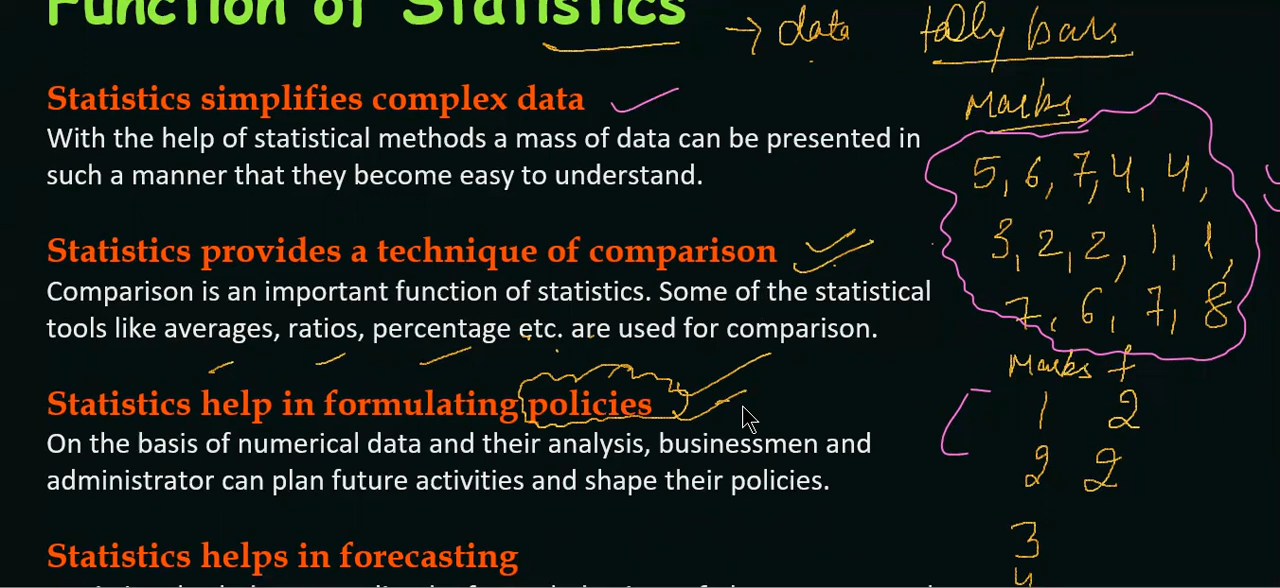 Function of Statistics
→ data
tally bars
Statistics simplifies complex data
With the help of statistical methods a mass of data can be presented in
such a manner that they become easy to understand.
Statistics provides a technique of comparison
Comparison is an important function of statistics. Some of the statistical
tools like averages, ratios, percentage etc. are used for comparison.
Statistics help in formulating policies
On the basis of numerical data and their analysis, businessmen and
administrator can plan future activities and shape their policies.
Statistics helps in forecasting
Marks
5, 6, 7, 4, 4,
3, 2, 2, 1, 1,
7, 6, 7, 8
Marks f
1 2
2 2
3
4